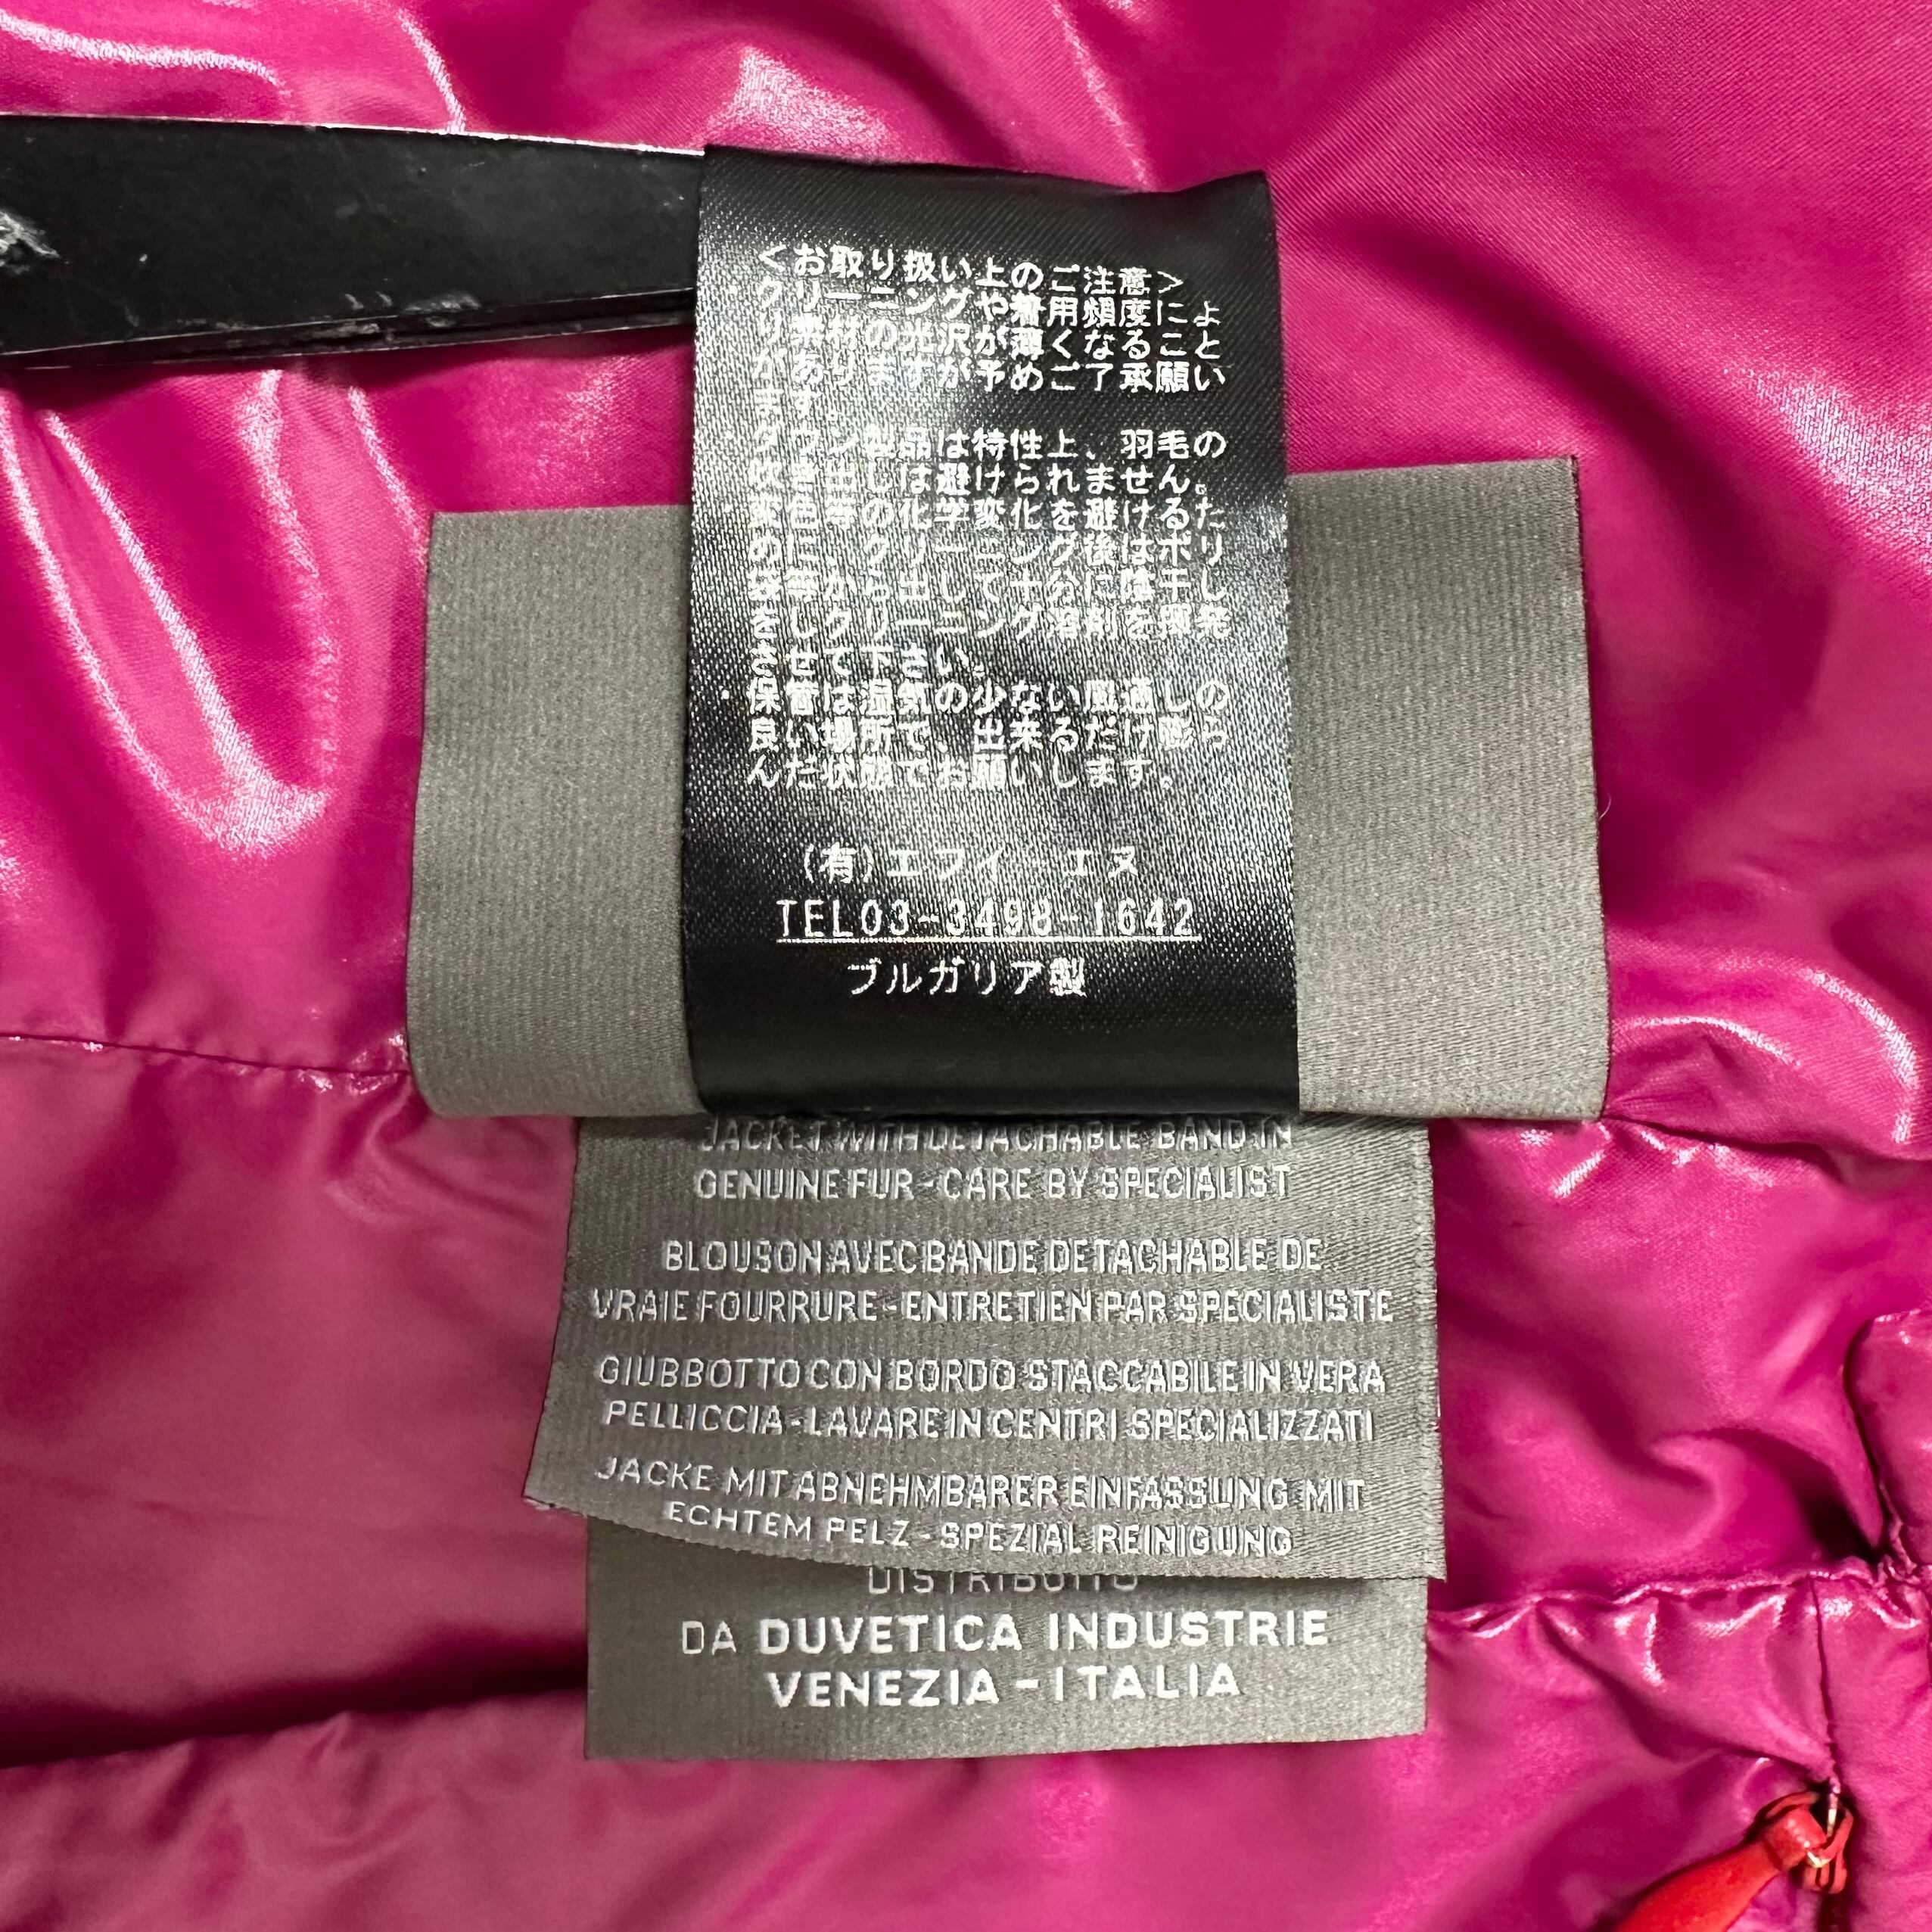 <お取り扱い上のご注意>
クリーニングや着用頻度によ
り素材の光沢が薄くなること
がありますが予めご了承願い
ます。
ダウン製品は特性上、羽毛の
吹き出しは避けられません。
変色等の化学変化を避けるた
めに、クリーニング後はポリ
袋等から出して十分に陰干し
をしクリーニング溶剤を揮発
させて下さい。
・保管は湿気の少ない風通しの
良い場所で、出来るだけ膨ら
んだ状態でお願いします。
(有)エフィーエヌ
TEL03-3498-1642
ブルガリア製
JACKET WITH DETACHABLE BAND IN
GENUINE FUR - CARE BY SPECIALIST
BLOUSON AVEC BANDE DETACHABLE DE
VRAIE FOURRURE - ENTRETIEN PAR SPECIALISTE
GIUBBOTTO CON BORDO STACCABILE IN VERA
PELLICCIA - LAVARE IN CENTRI SPECIALIZZATI
JACKE MIT ABNEHMBARER EINFASSUNG MIT
ECHTEM PELZ - SPEZIAL REINIGUNG
DISTRIBUITO
DA DUVETICA INDUSTRIE
VENEZIA - ITALIA